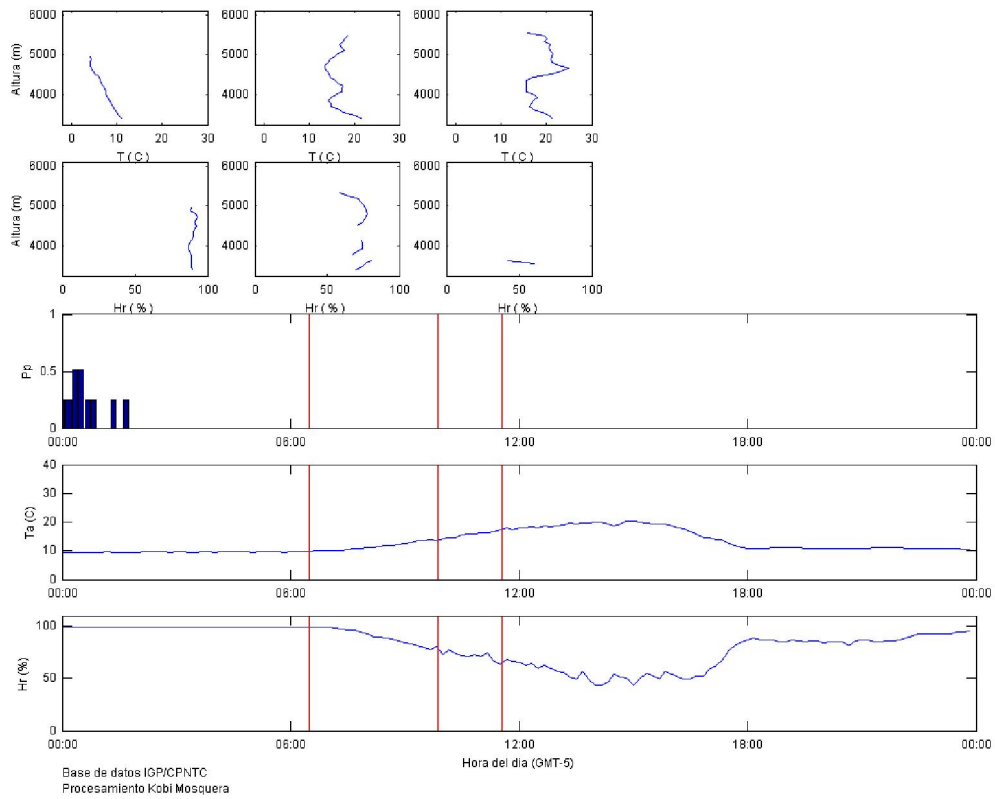 6000
5000
4000
Altura (m)
0 10 20 30
T ( C )
6000
5000
4000
0 10 20 30
T ( C )
6000
5000
4000
0 10 20 30
T ( C )
6000
5000
4000
Altura (m)
0 50 100
Hr ( % )
6000
5000
4000
0 50 100
Hr ( % )
6000
5000
4000
0 50 100
Hr ( % )
1
0.5
0
Pp
00:00 06:00 12:00 18:00 00:00
40
30
20
10
0
Ta (C)
00:00 06:00 12:00 18:00 00:00
100
50
0
Hr (%)
00:00 06:00 12:00 18:00 00:00
Hora del dia (GMT-5)
Base de datos IGP/CPNTC
Procesamiento Kobi Mosquera